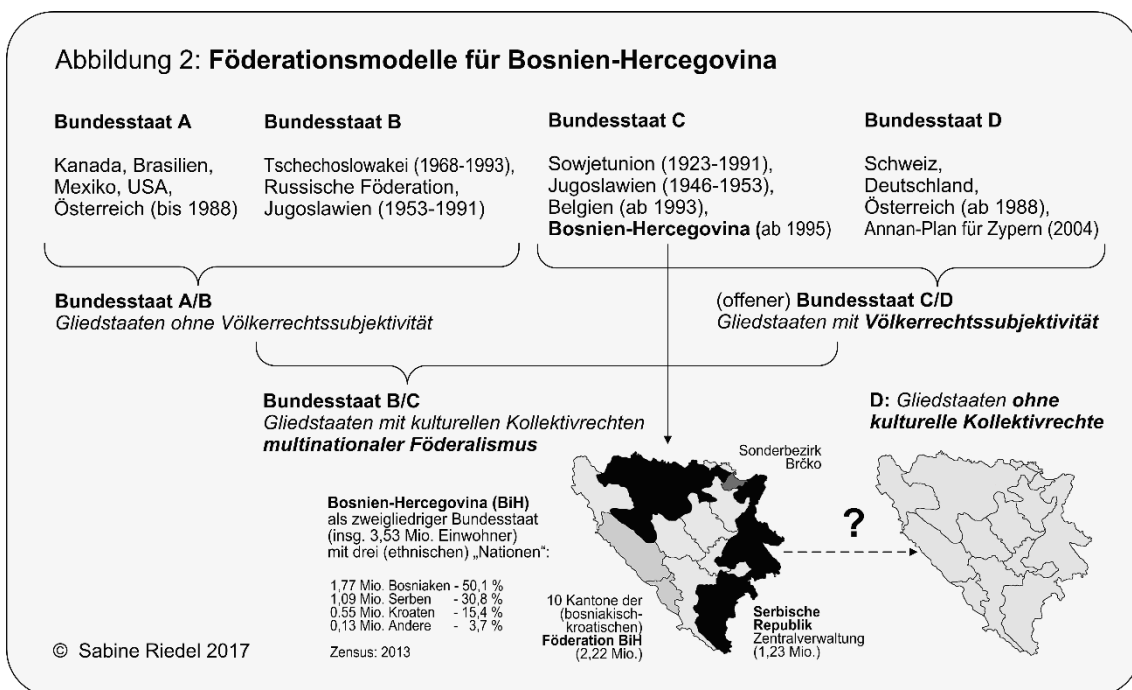 Abbildung 2: Föderationsmodelle für Bosnien-Hercegovina
Bundesstaat A
Kanada, Brasilien,
Mexiko, USA,
Österreich (bis 1988)
Bundesstaat B
Tschechoslowakei (1968-1993),
Russische Föderation,
Jugoslawien (1953-1991)
Bundesstaat C
Sowjetunion (1923-1991),
Jugoslawien (1946-1953),
Belgien (ab 1993),
Bosnien-Hercegovina (ab 1995)
Bundesstaat D
Schweiz,
Deutschland,
Österreich (ab 1988),
Annan-Plan für Zypern (2004)
Bundesstaat A/B
Gliedstaaten ohne Völkerrechtssubjektivität
(offener) Bundesstaat C/D
Gliedstaaten mit Völkerrechtssubjektivität
Bundesstaat B/C
Gliedstaaten mit kulturellen Kollektivrechten
multinationaler Föderalismus
D: Gliedstaaten ohne
kulturelle Kollektivrechte
Sonderbezirk
Brčko
Bosnien-Hercegovina (BiH)
als zweigliedriger Bundesstaat
(insg. 3,53 Mio. Einwohner)
mit drei (ethnischen) „Nationen“:
1,77 Mio. Bosniaken - 50,1 %
1,09 Mio. Serben - 30,8 %
0.55 Mio. Kroaten - 15,4 %
0,13 Mio. Andere - 3,7 %
Zensus: 2013
?
10 Kantone der
(bosniakisch-
kroatischen)
Föderation BiH
(2,22 Mio.)
Serbische
Republik
Zentralverwaltung
(1,23 Mio.)
© Sabine Riedel 2017